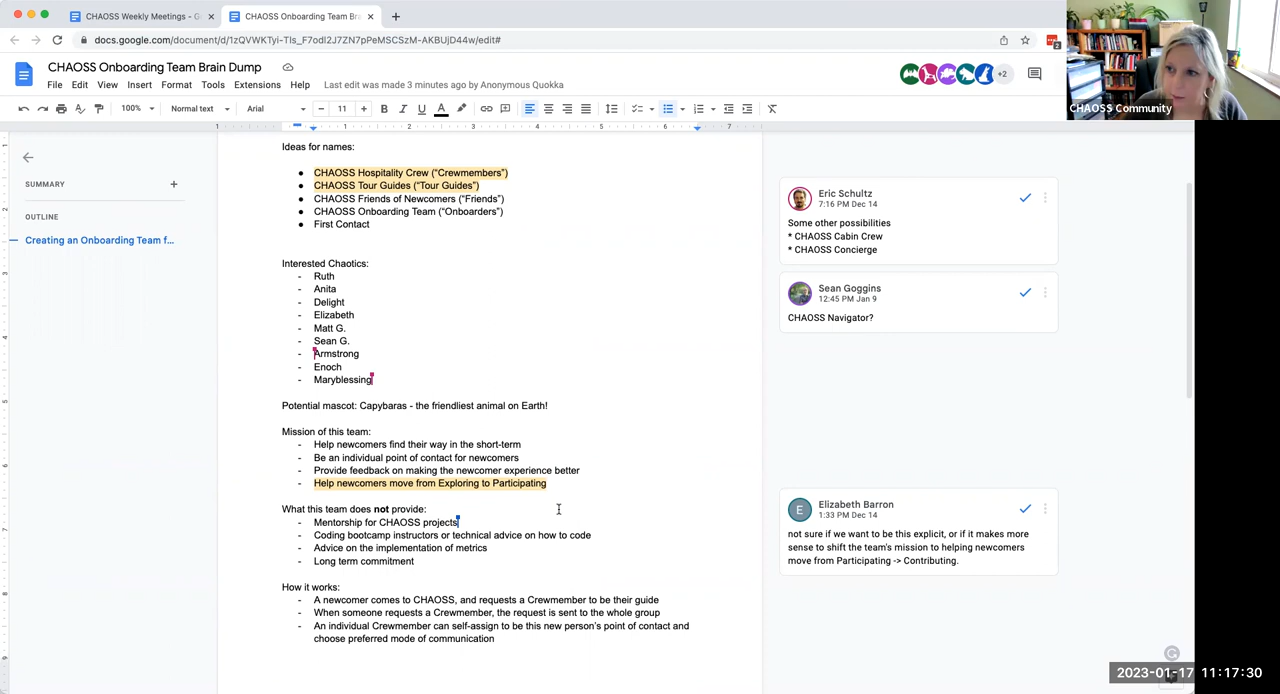 CHAOSS Weekly Meetings - G
CHAOSS Onboarding Team Bra
docs.google.com/document/d/1zQVWKTyi-TIs_F7odI2J7ZN7pPeMSCSzM-AKBUjD44w/edit#
2
CHAOSS Onboarding Team Brain Dump
File Edit View Insert Format Tools Extensions Help Last edit was made 3 minutes ago by Anonymous Quokka
+2
CHAOSS Community
100% Normal text Arial 11 B I U A
1 1 2 3 4 5 6 7
SUMMARY
OUTLINE
Creating an Onboarding Team f...
Ideas for names:
● CHAOSS Hospitality Crew (“Crewmembers”)
● CHAOSS Tour Guides (“Tour Guides”)
● CHAOSS Friends of Newcomers (“Friends”)
● CHAOSS Onboarding Team (“Onboarders”)
● First Contact
Interested Chaotics:
- Ruth
- Anita
- Delight
- Elizabeth
- Matt G.
- Sean G.
- Armstrong
- Enoch
- Maryblessing
Potential mascot: Capybaras - the friendliest animal on Earth!
Mission of this team:
- Help newcomers find their way in the short-term
- Be an individual point of contact for newcomers
- Provide feedback on making the newcomer experience better
- Help newcomers move from Exploring to Participating
What this team does not provide:
- Mentorship for CHAOSS projects
- Coding bootcamp instructors or technical advice on how to code
- Advice on the implementation of metrics
- Long term commitment
How it works:
- A newcomer comes to CHAOSS, and requests a Crewmember to be their guide
- When someone requests a Crewmember, the request is sent to the whole group
- An individual Crewmember can self-assign to be this new person’s point of contact and
choose preferred mode of communication
Eric Schultz
7:16 PM Dec 14
Some other possibilities
* CHAOSS Cabin Crew
* CHAOSS Concierge
Sean Goggins
12:45 PM Jan 9
CHAOSS Navigator?
E
Elizabeth Barron
1:33 PM Dec 14
not sure if we want to be this explicit, or if it makes more
sense to shift the team's mission to helping newcomers
move from Participating -> Contributing.
2023-01-17 11:17:30